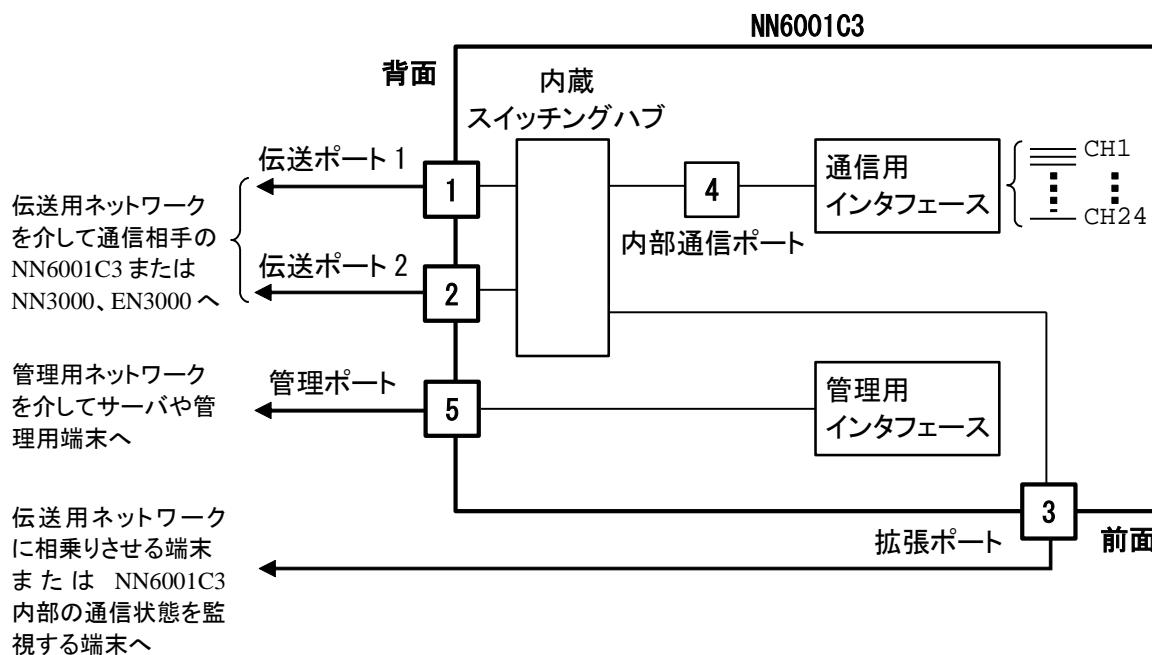 NN6001C3
背面
内蔵
スイッチングハブ
伝送ポート 1
1
4
通信用
インタフェース
CH1
CH24
内部通信ポート
伝送用ネットワーク
を介して通信相手の
NN6001C3 または
NN3000、EN3000 へ
伝送ポート 2
2
管理用ネットワーク
を介してサーバや管
理用端末へ
管理ポート
5
管理用
インタフェース
3
前面
拡張ポート
伝送用ネットワーク
に相乗りさせる端末
または NN6001C3
内部の通信状態を監
視する端末へ